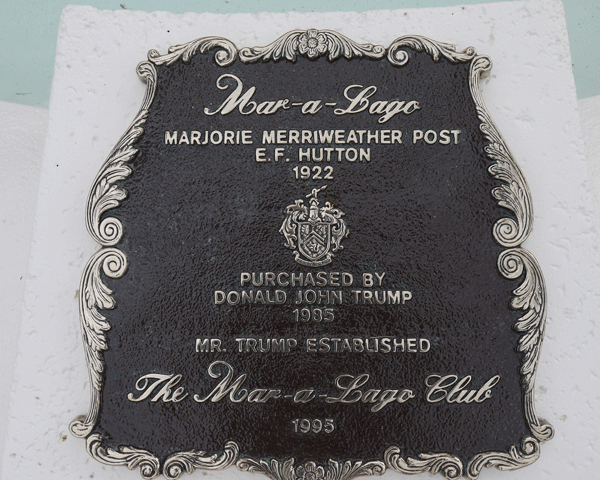 Mar-a-Lago
MARJORIE MERRIWEATHER POST
E.F. HUTTON
1922
PURCHASED BY
DONALD JOHN TRUMP
1985
MR. TRUMP ESTABLISHED
The Mar-a-Lago Club
1995